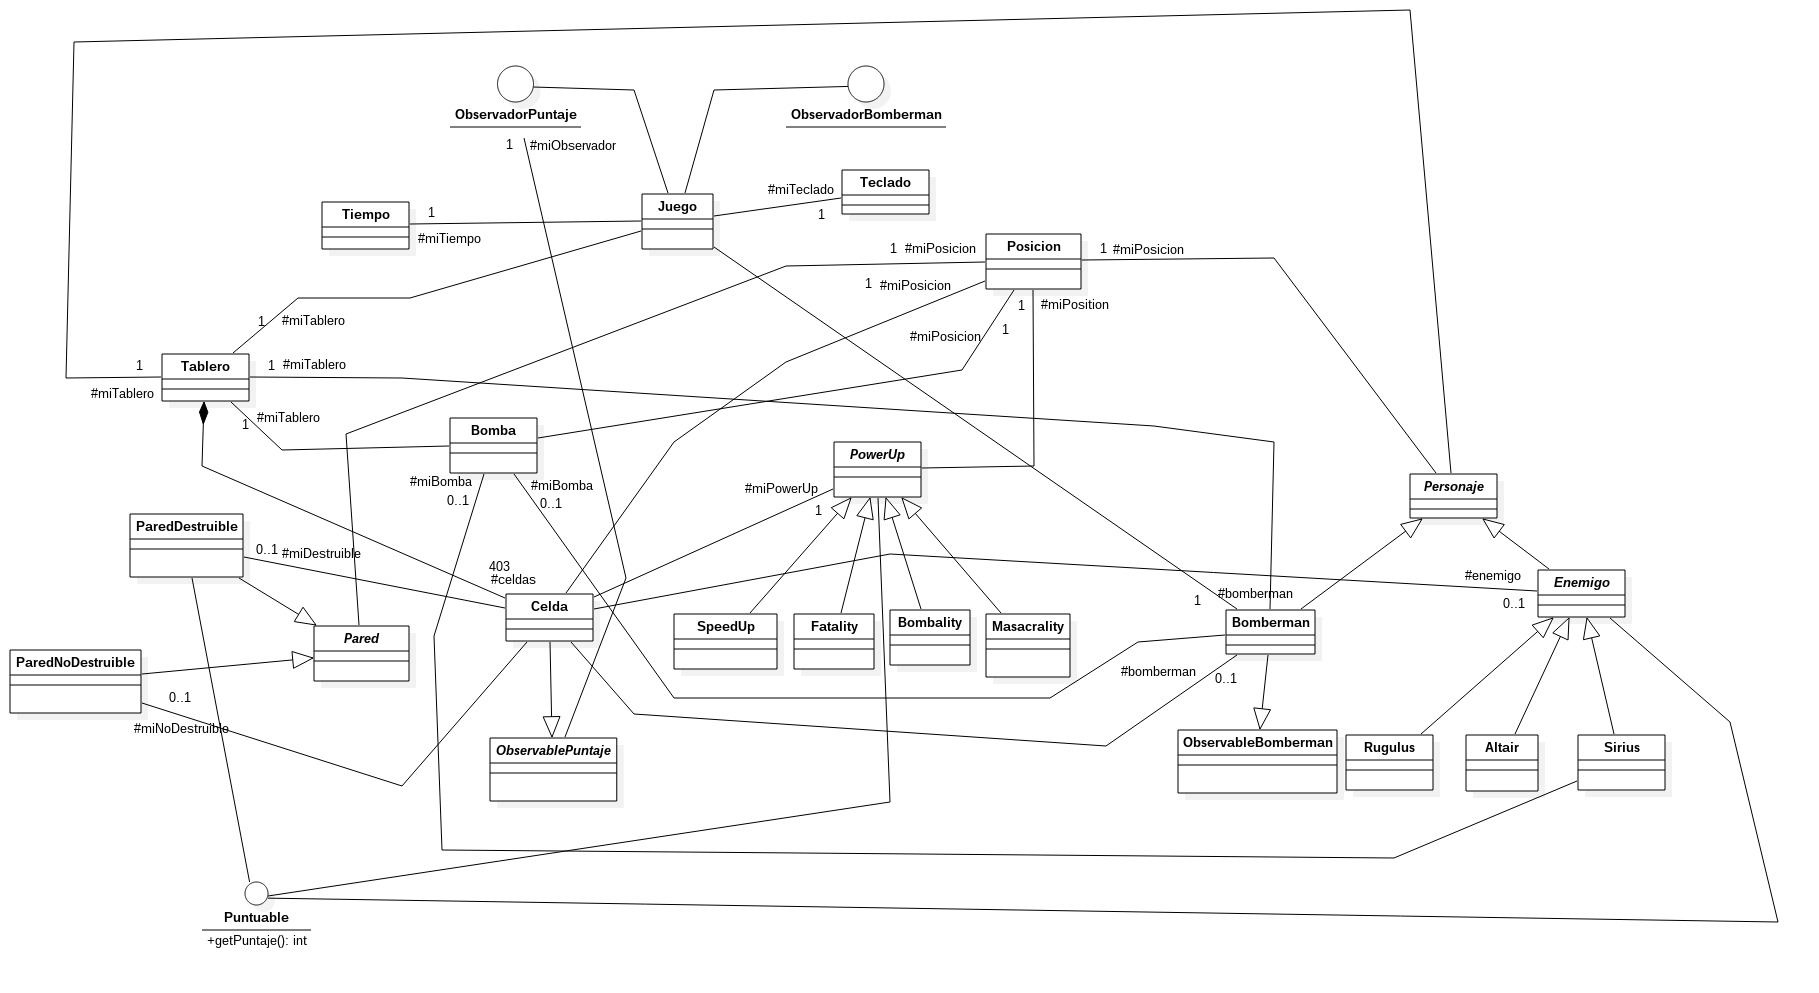 ObservadorPuntaje
ObservadorBomberman
1 #miObservador
Teclado
#miTeclado
1
Juego
Tiempo
1
#miTiempo
Posicion
1 #miPosicion
1 #miPosicion
1 #miPosicion
1 #miPosition
#miPosicion 1
1 #miTablero
Tablero
1
#miTablero
1 #miTablero
1 #miTablero
Bomba
#miBomba
0..1
#miBomba
0..1
PowerUp
#miPowerUp
1
Personaje
ParedDestruible
0..1 #miDestruible
403
#celdas
Celda
#enemigo
0..1
Enemigo
#bomberman
1
Bomberman
SpeedUp
Fatality
Bombality
Masacrality
Pared
ParedNoDestruible
0..1
#miNoDestruible
#bomberman
0..1
ObservablePuntaje
ObservableBomberman
Rugulus
Altair
Sirius
Puntuable
+getPuntaje(): int